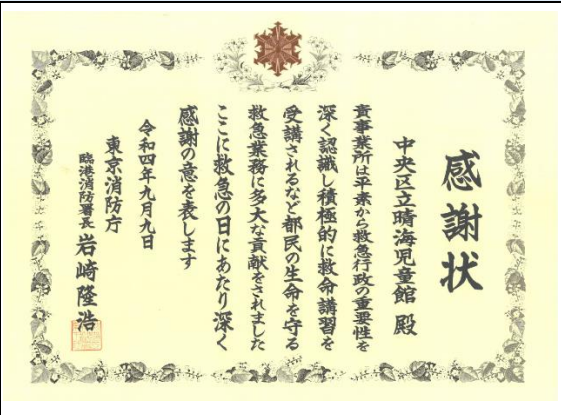 感謝状
中央区立晴海児童館 殿
貴事業所は平素から救急行政の重要性を
深く認識し積極的に救命講習を
受講されるなど都民の生命を守る
救急業務に多大な貢献をされました
ここに救急の日にあたり深く
感謝の意を表します
令和四年九月九日
東京消防庁
臨港消防署長 岩崎隆浩